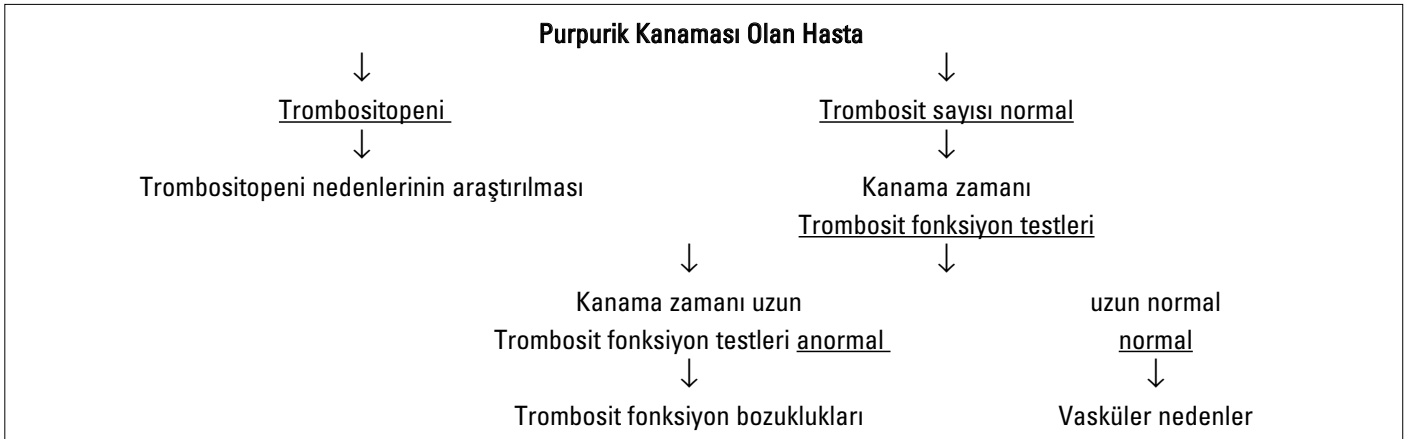 Purpurik Kanaması Olan Hasta
↓ ↓
Trombositopeni Trombosit sayısı normal
↓ ↓
Trombositopeni nedenlerinin araştırılması Kanama zamanı
Trombosit fonksiyon testleri
↓ ↓
Kanama zamanı uzun uzun normal
Trombosit fonksiyon testleri anormal normal
↓ ↓
Trombosit fonksiyon bozuklukları Vasküler nedenler